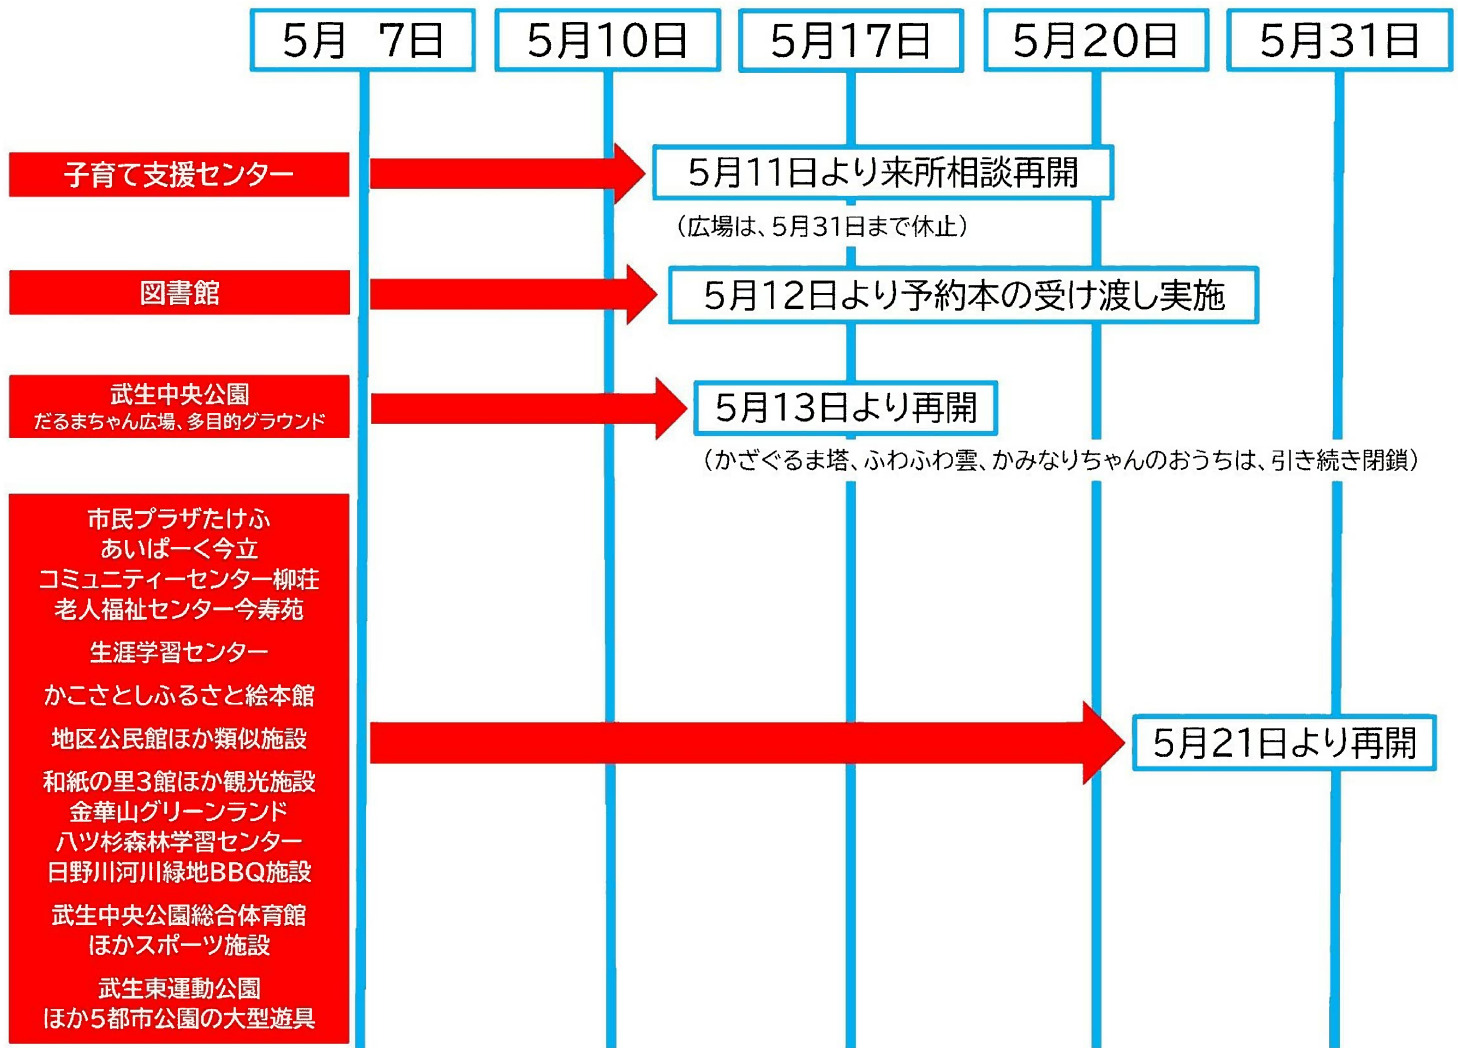 5月 7日
5月10日
5月17日
5月20日
5月31日
子育て支援センター
5月11日より来所相談再開
（広場は、5月31日まで休止）
図書館
5月12日より予約本の受け渡し実施
武生中央公園
だるまちゃん広場、多目的グラウンド
5月13日より再開
（かざぐるま塔、ふわふわ雲、かみなりちゃんのおうちは、引き続き閉鎖）
市民プラザたけふ
あいぱーく今立
コミュニティーセンター柳荘
老人福祉センター今寿苑
生涯学習センター
かこさとしふるさと絵本館
地区公民館ほか類似施設
和紙の里3館ほか観光施設
金華山グリーンランド
八ツ杉森林学習センター
日野川河川緑地BBQ施設
武生中央公園総合体育館
ほかスポーツ施設
武生東運動公園
ほか5都市公園の大型遊具
5月21日より再開